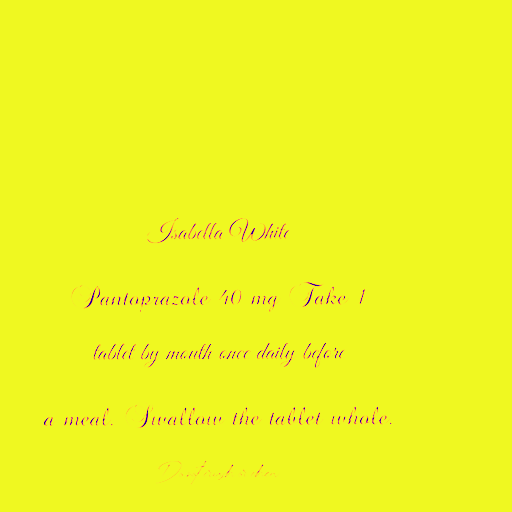 Isabella White
Pantoprazole 40 mg Take 1
tablet by mouth once daily before
a meal. Swallow the tablet whole.